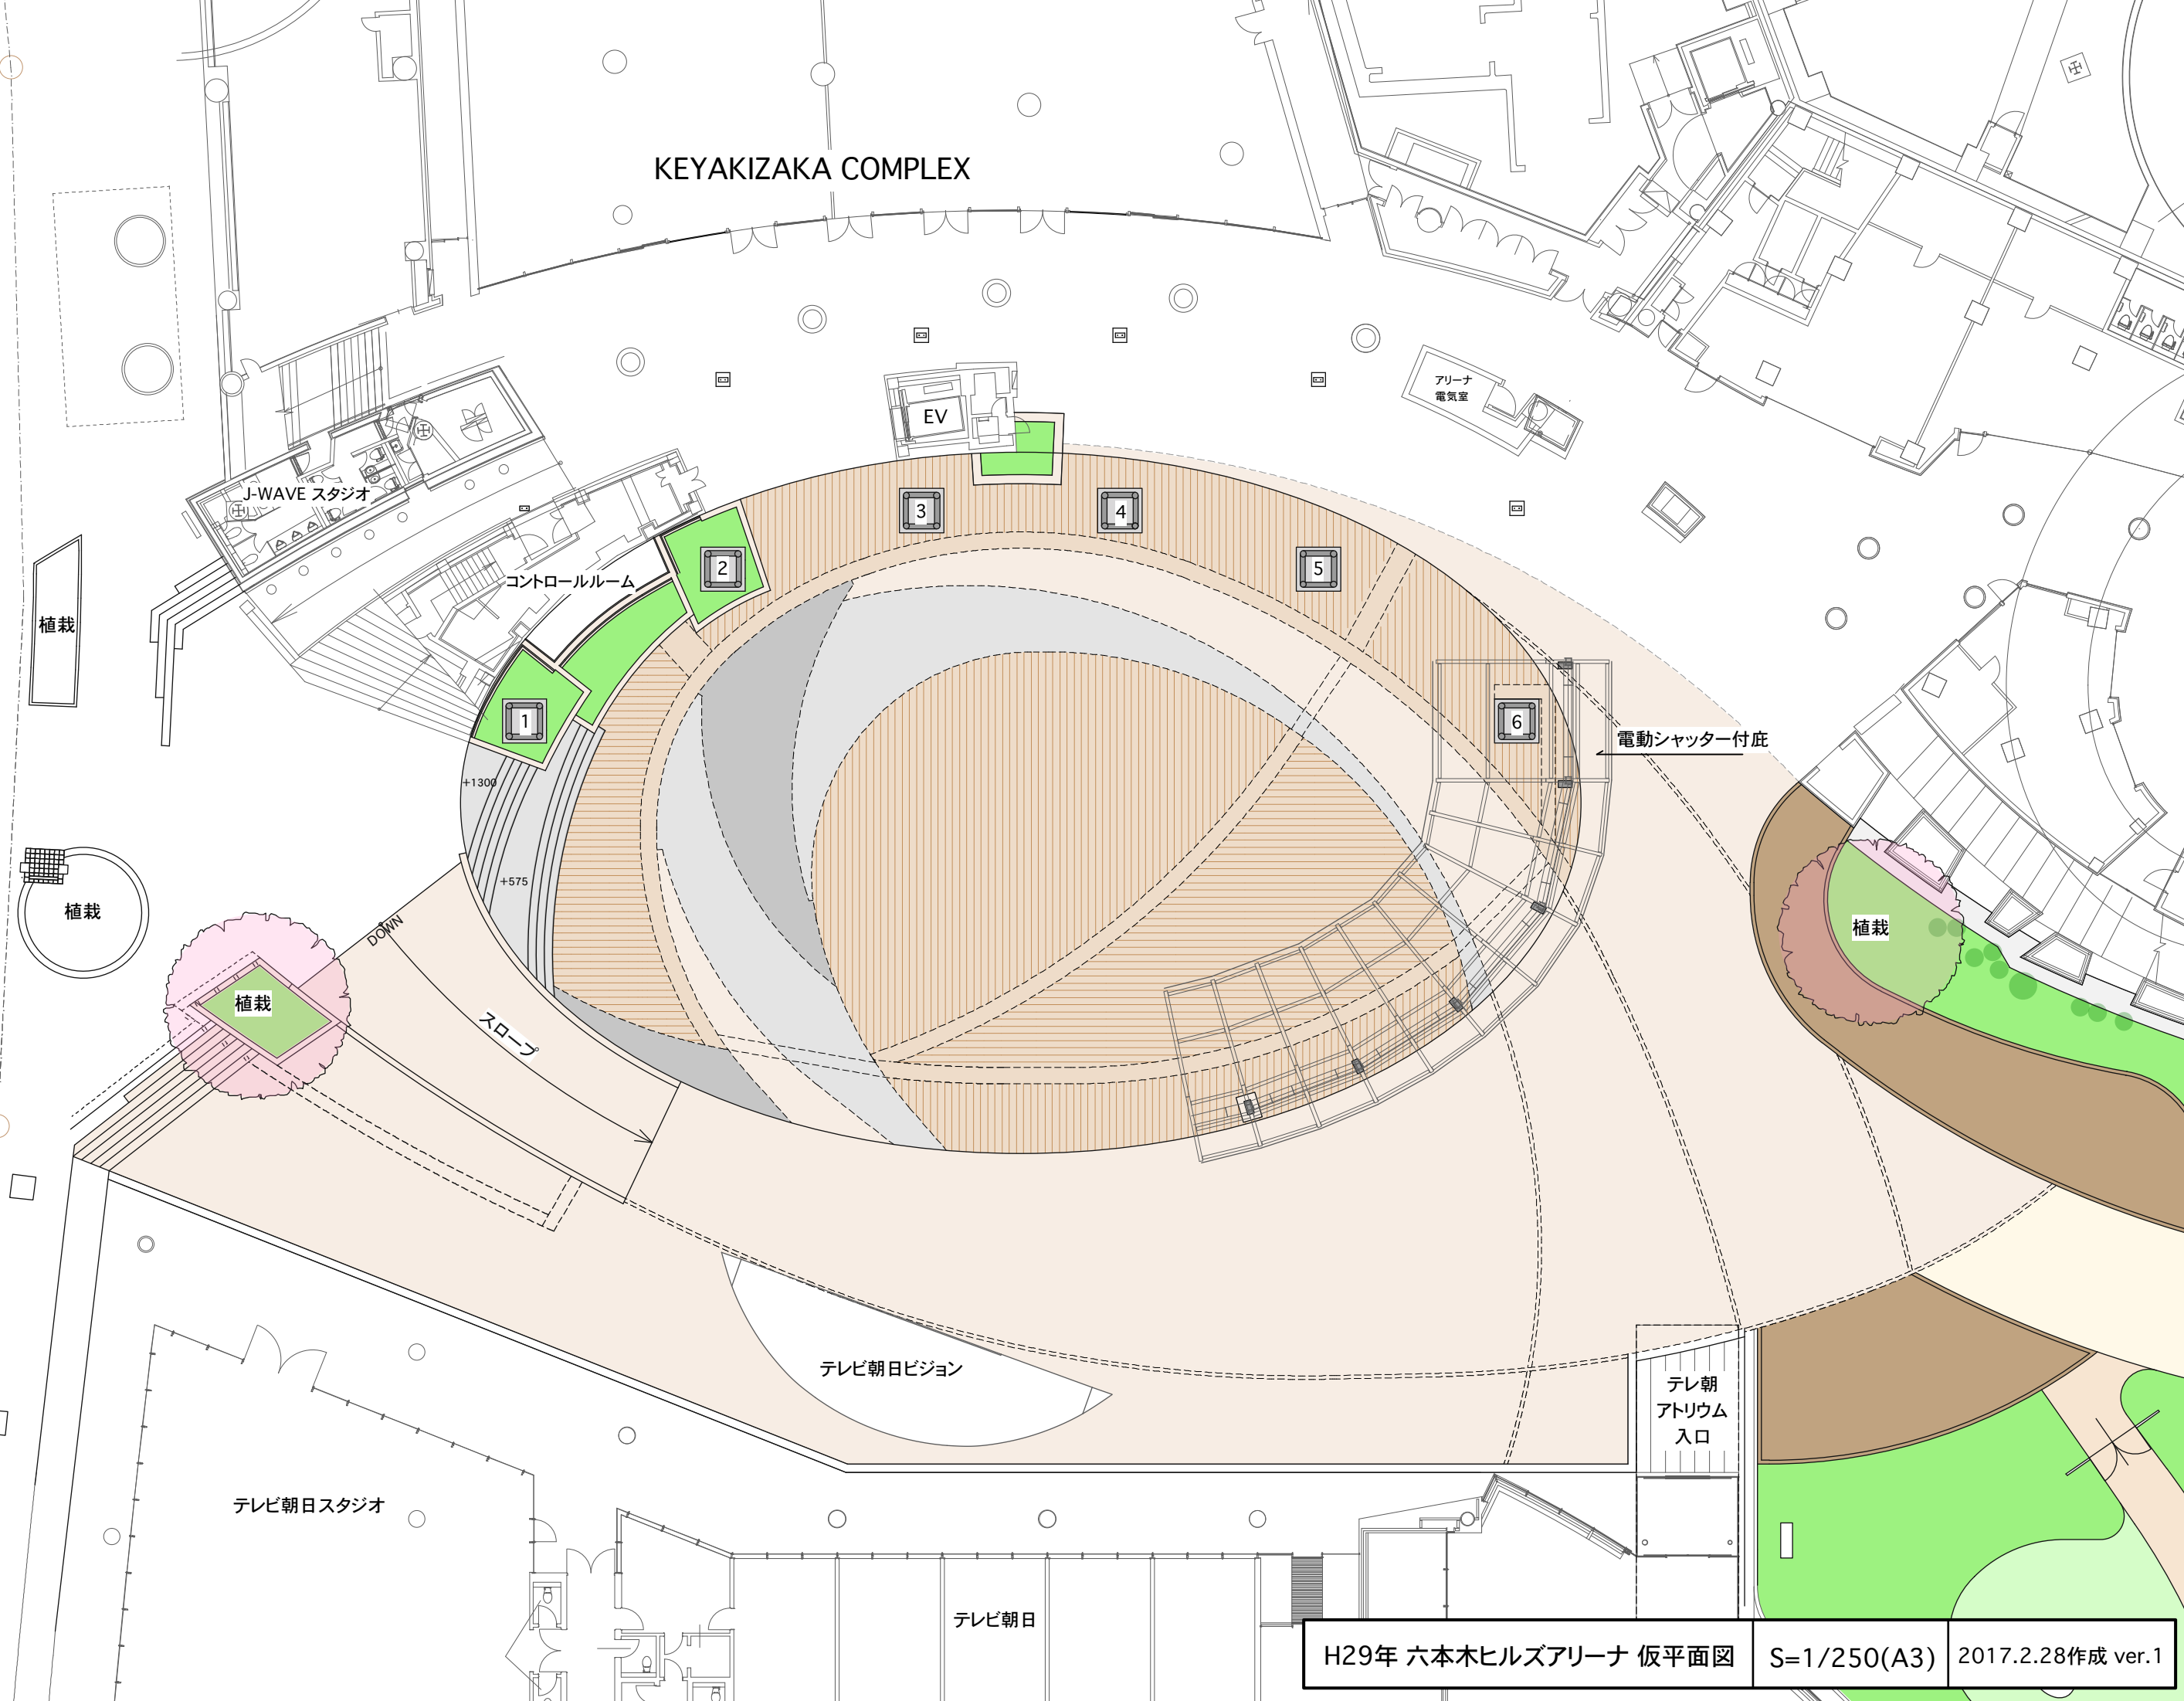 KEYAKIZAKA COMPLEX
アリーナ
電気室
EV
J-WAVE スタジオ
3
4
コントロールルーム
2
5
植栽
1
6
電動シャッター付庇
+1300
+575
植栽
植栽
DOWN
植栽
スロープ
テレビ朝日ビジョン
テレ朝
アトリウム
入口
テレビ朝日スタジオ
テレビ朝日
H29年 六本木ヒルズアリーナ 仮平面図
S=1/250(A3)
2017.2.28作成 ver.1